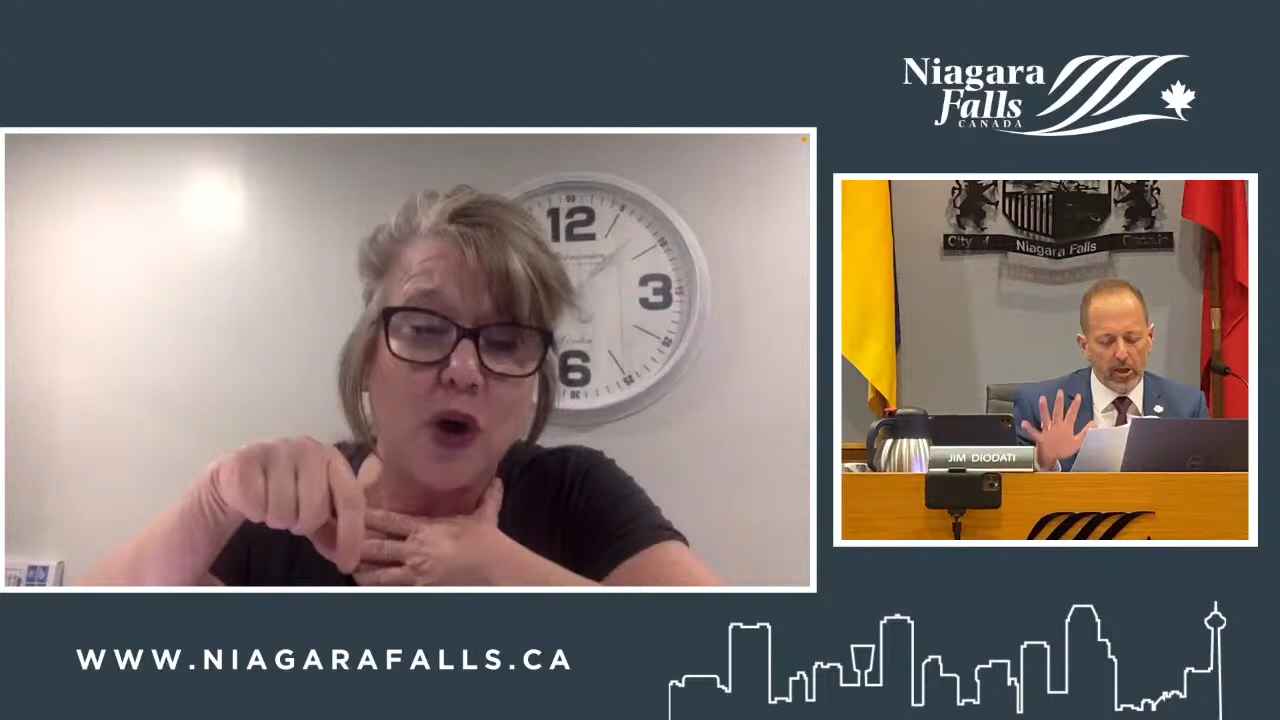 Niagara
Falls
CANADA
12
3
6
City of
Niagara Falls
JIM DIODATI
WWW.NIAGARAFALLS.CA